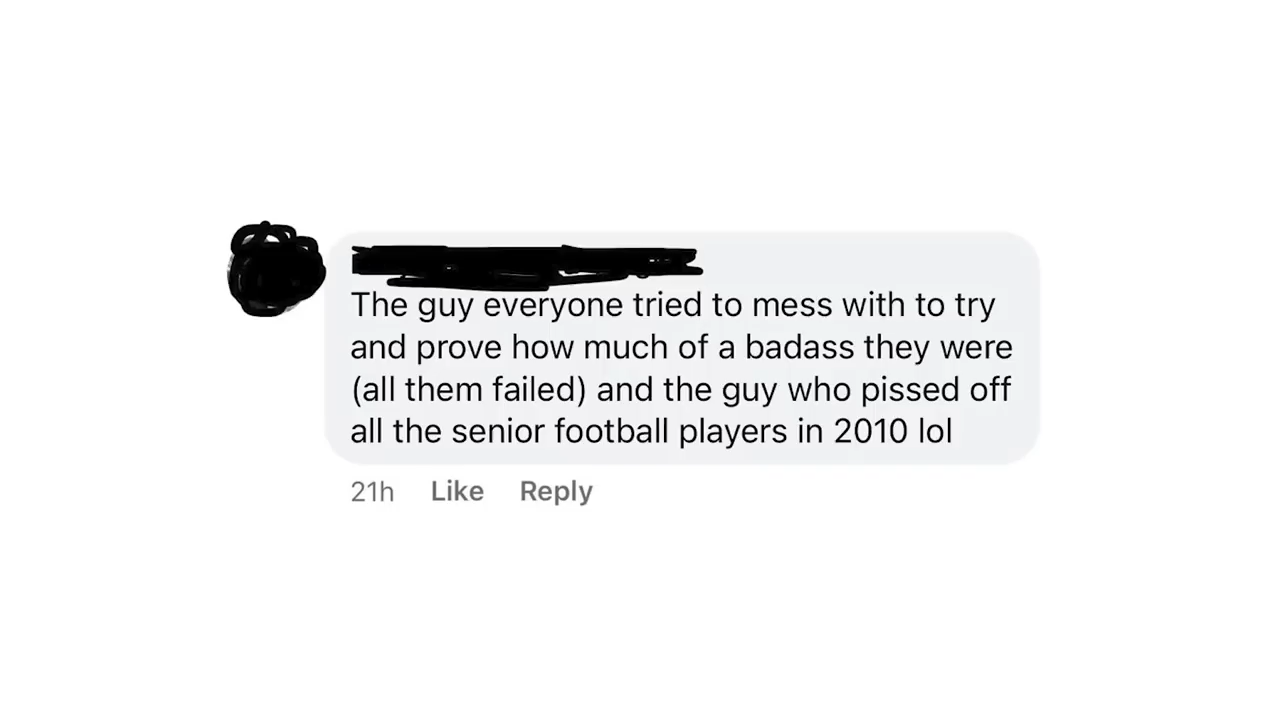 The guy everyone tried to mess with to try
and prove how much of a badass they were
(all them failed) and the guy who pissed off
all the senior football players in 2010 lol
21h Like Reply